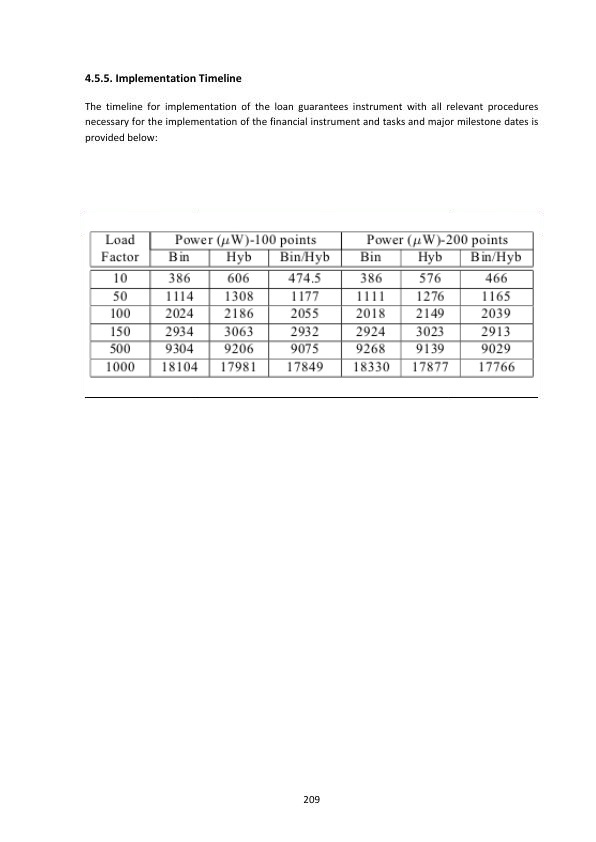 4.5.5. Implementation Timeline
The timeline for implementation of the loan guarantees instrument with all relevant procedures
necessary for the implementation of the financial instrument and tasks and major milestone dates is
provided below:
Load Power (μW)-100 points Power (μW)-200 points
Factor Bin Hyb Bin/Hyb Bin Hyb Bin/Hyb
10 386 606 474.5 386 576 466
50 1114 1308 1177 1111 1276 1165
100 2024 2186 2055 2018 2149 2039
150 2934 3063 2932 2924 3023 2913
500 9304 9206 9075 9268 9139 9029
1000 18104 17981 17849 18330 17877 17766
209